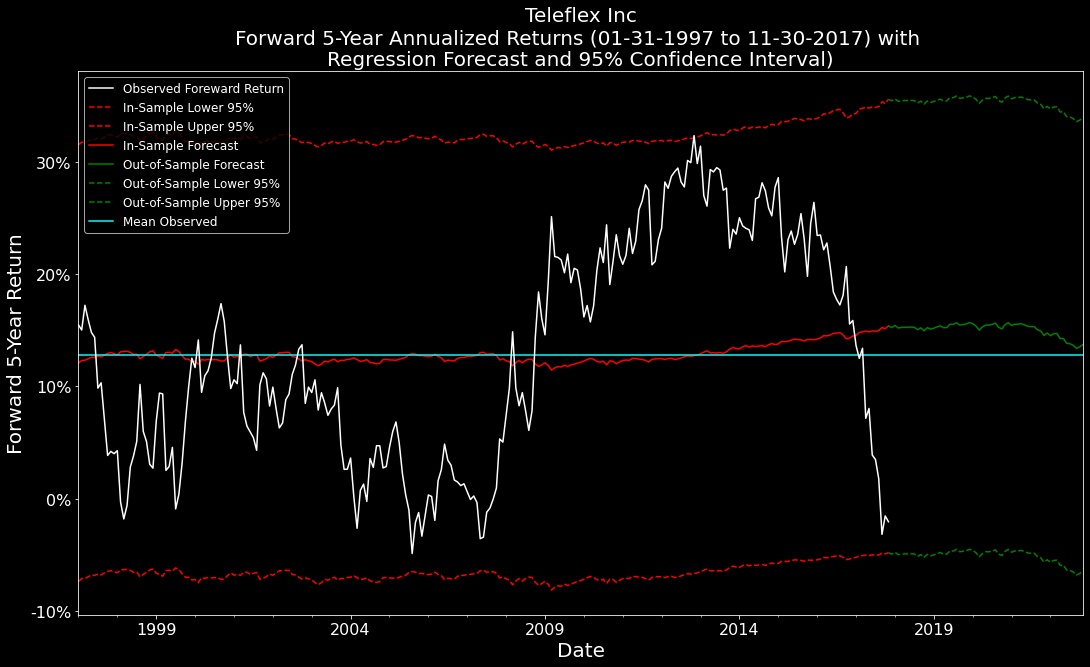 Teleflex Inc
Forward 5-Year Annualized Returns (01-31-1997 to 11-30-2017) with
Regression Forecast and 95% Confidence Interval)
Observed Foreward Return
In-Sample Lower 95%
In-Sample Upper 95%
In-Sample Forecast
Out-of-Sample Forecast
Out-of-Sample Lower 95%
Out-of-Sample Upper 95%
Mean Observed
Forward 5-Year Return
30%
20%
10%
0%
-10%
1999
2004
2009
2014
2019
Date